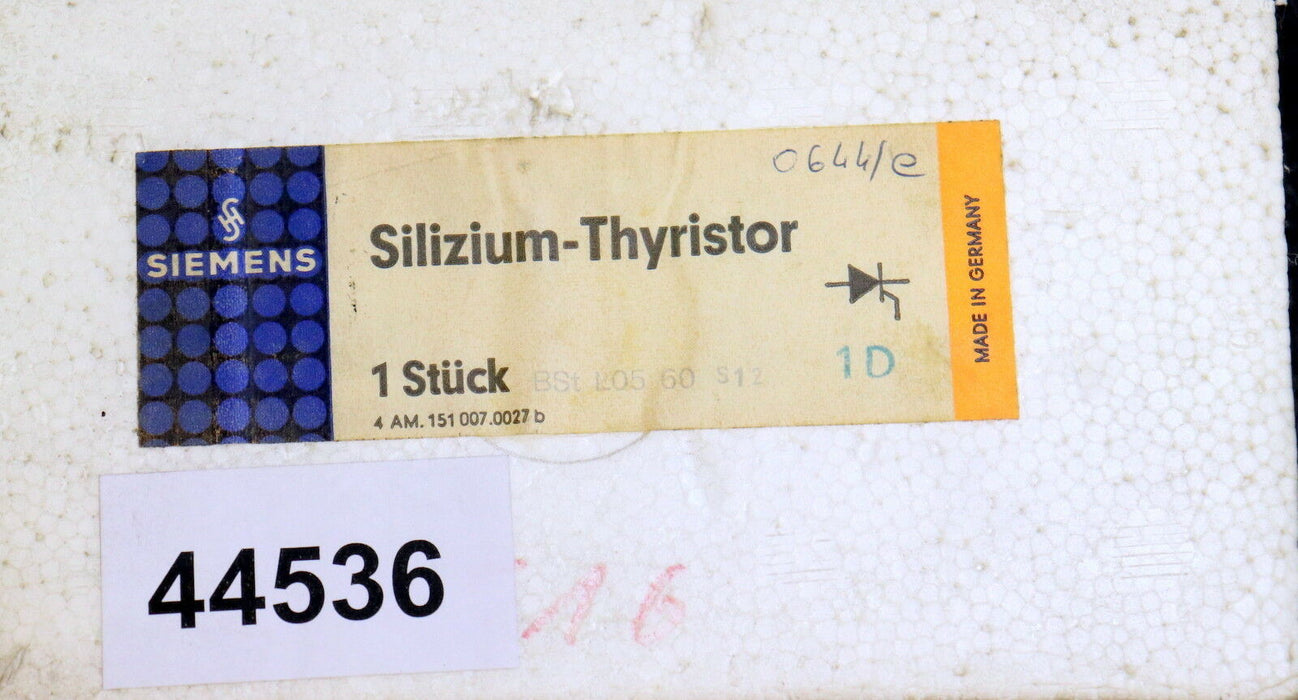 0644/e
SIEMENS
Silizium-Thyristor
1D
1 Stück BSt L05 60 S12
4 AM. 151 007.0027 b
MADE IN GERMANY
44536
16